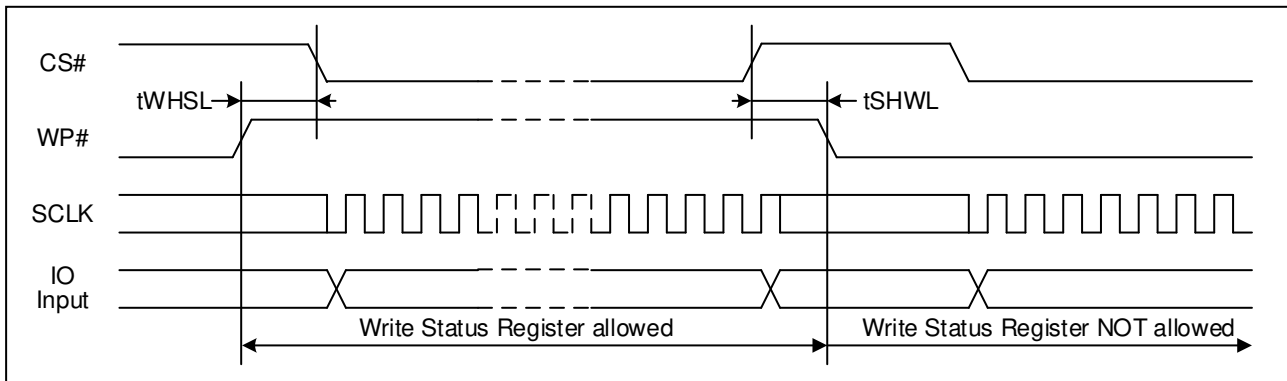 CS#
tWHSL
tSHWL
WP#
SCLK
IO
Input
Write Status Register allowed
Write Status Register NOT allowed